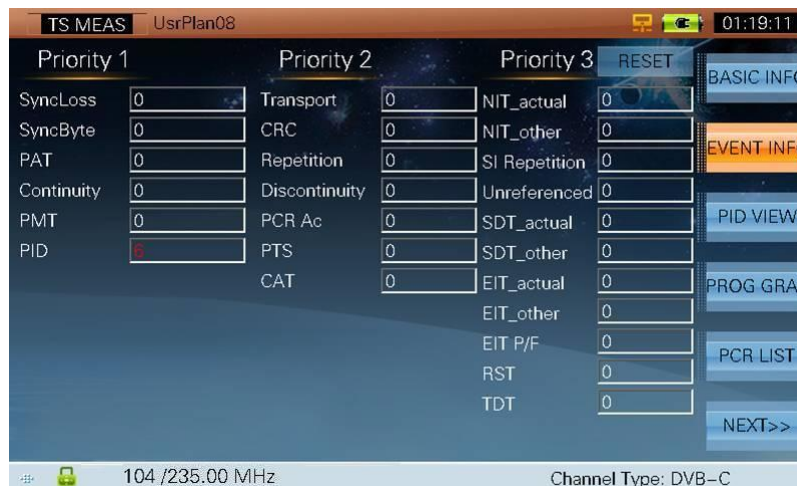 TS MEAS UsrPlan08 01:19:11
Priority 1 Priority 2 Priority 3 RESET
BASIC INFO
SyncLoss 0 Transport 0 NIT_actual 0
SyncByte 0 CRC 0 NIT_other 0
EVENT INF
PAT 0 Repetition 0 SI Repetition 0
Continuity 0 Discontinuity 0 Unreferenced 0
PMT 0 PCR Ac 0 SDT_actual 0
PID VIEW
PID 6 PTS 0 SDT_other 0
CAT 0 EIT_actual 0
PROG GRA
EIT_other 0
EIT P/F 0
PCR LIST
RST 0
TDT 0
NEXT>>
104 /235.00 MHz Channel Type: DVB-C